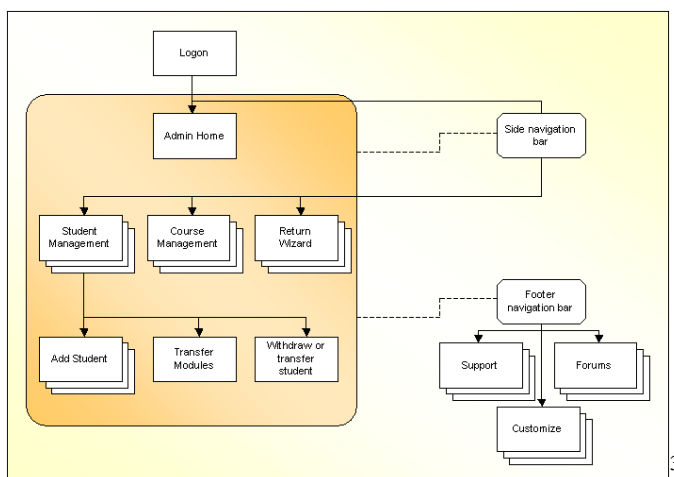 Logon
Admin Home
Side navigation
bar
Student
Management
Course
Management
Return
Wizard
Footer
navigation bar
Add Student
Transfer
Modules
Withdraw or
transfer
student
Support
Forums
Customize
3